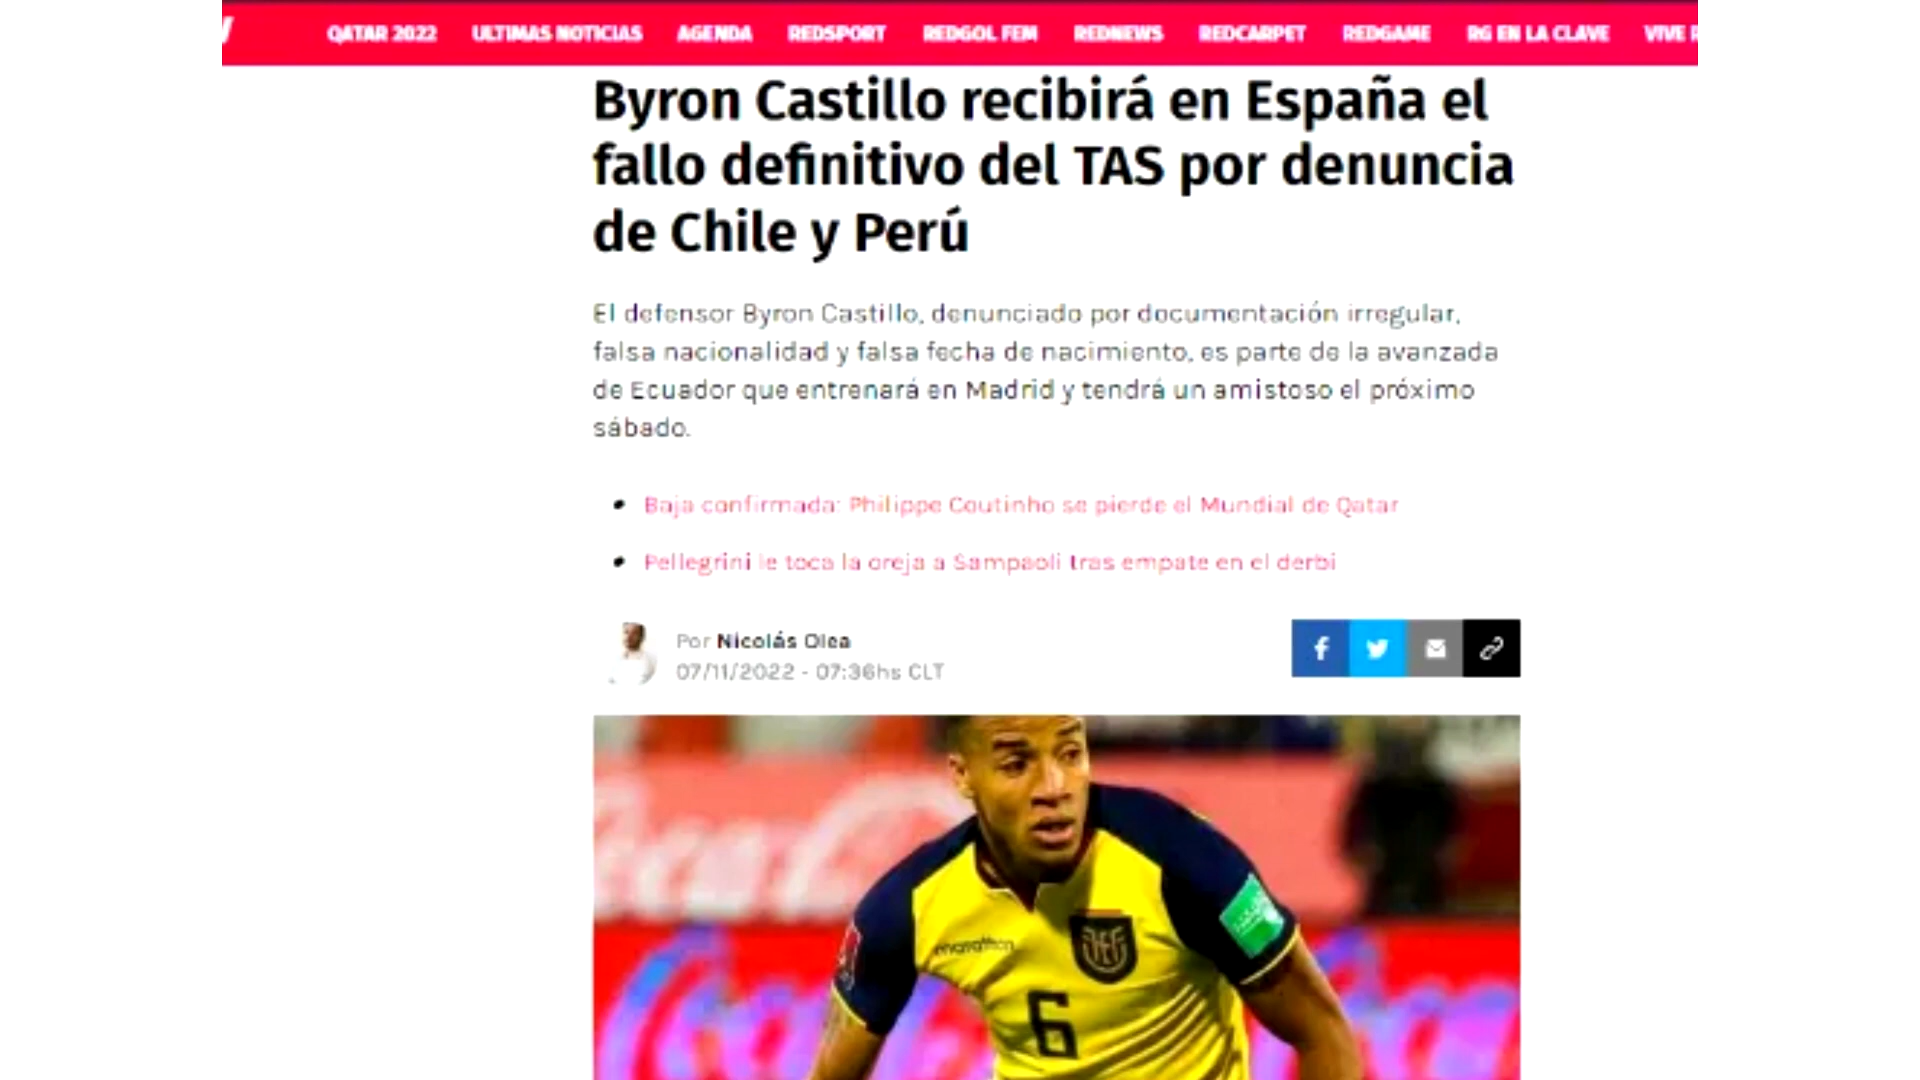 QATAR 2022 ULTIMAS NOTICIAS AGENDA REDSPORT REDGOL FEM REDNEWS REDCARPET REDGAME RG EN LA CLAVE VIVE
Byron Castillo recibirá en España el
fallo definitivo del TAS por denuncia
de Chile y Perú
El defensor Byron Castillo, denunciado por documentación irregular,
falsa nacionalidad y falsa fecha de nacimiento, es parte de la avanzada
de Ecuador que entrenará en Madrid y tendrá un amistoso el próximo
sábado.
Baja confirmada: Philippe Coutinho se pierde el Mundial de Qatar
Pellegrini le toca la oreja a Sampaoli tras empate en el derbi
Por Nicolás Olea
07/11/2022 - 07:36hs CLT
marathon
FEF
6